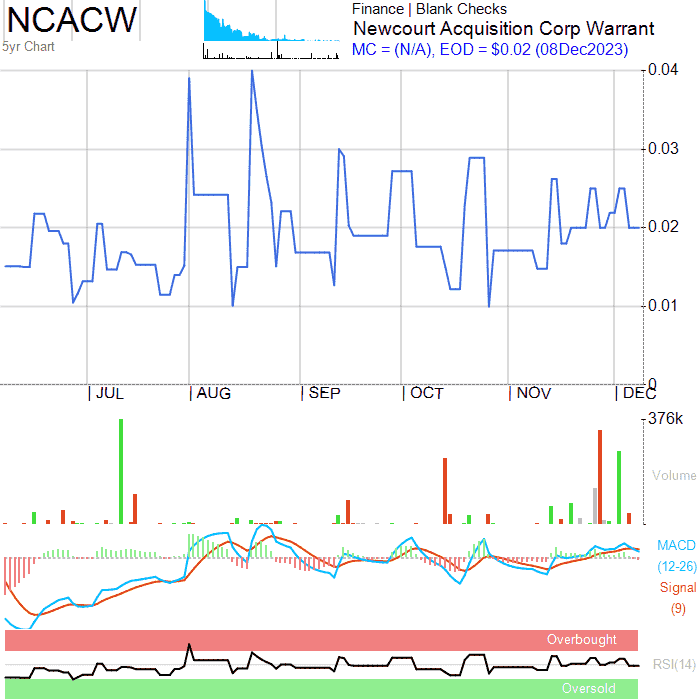 NCACW
5yr Chart
Finance | Blank Checks
Newcourt Acquisition Corp Warrant
MC = (N/A), EOD = $0.02 (08Dec2023)
0.04
0.03
0.02
0.01
0
JUL AUG SEP OCT NOV DEC
376k
Volume
MACD
(12-26)
Signal
(9)
Overbought
RSI(14)
Oversold